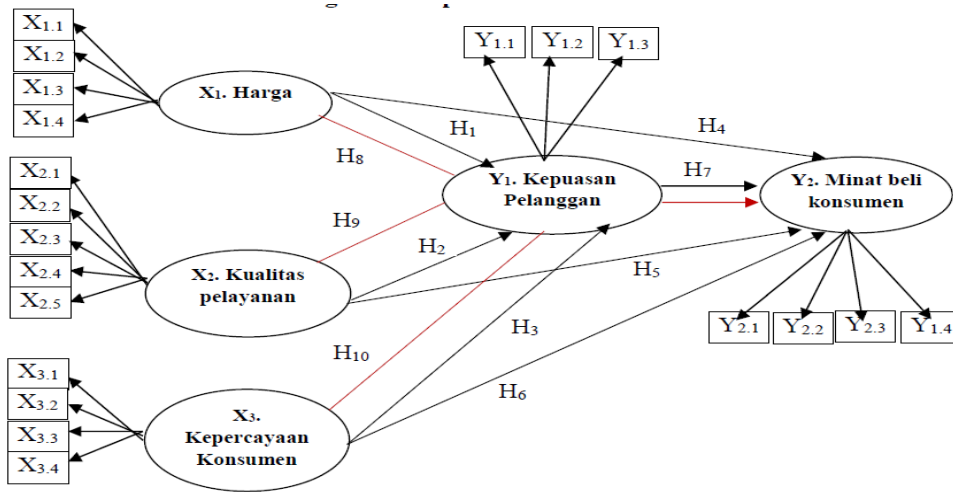 X1.1
X1.2
X1.3
X1.4
X1. Harga
Y1.1
Y1.2
Y1.3
H1
H4
H8
X2.1
X2.2
X2.3
X2.4
X2.5
X2. Kualitas
pelayanan
H9
H2
Y1. Kepuasan
Pelanggan
H7
Y2. Minat beli
konsumen
H5
H3
H10
H6
Y2.1
Y2.2
Y2.3
Y1.4
X3.1
X3.2
X3.3
X3.4
X3.
Kepercayaan
Konsumen